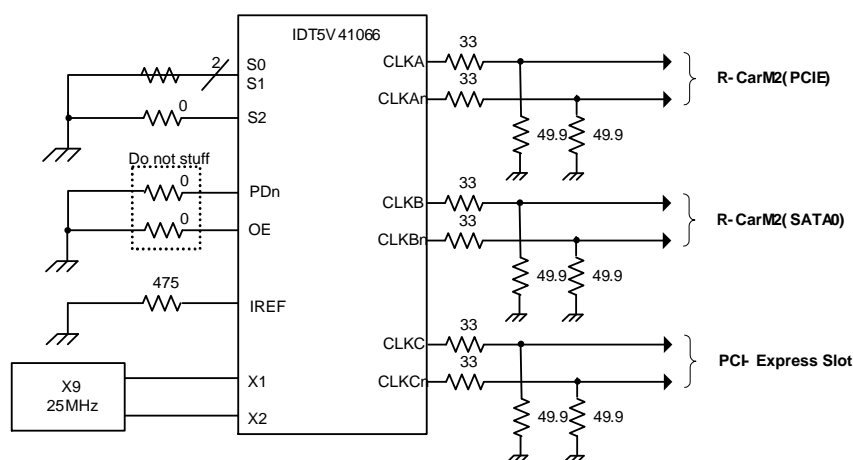 IDT5V41066
S0
S1
2
S2
0
Do not stuff
0
PDn
0
OE
475
IREF
X9
25MHz
X1
X2
CLKA
33
CLKAn
33
49.9
49.9
R-CarM2(PCIE)
CLKB
33
CLKBn
33
49.9
49.9
R-CarM2(SATA0)
CLKC
33
CLKCn
33
49.9
49.9
PCI-Express Slot